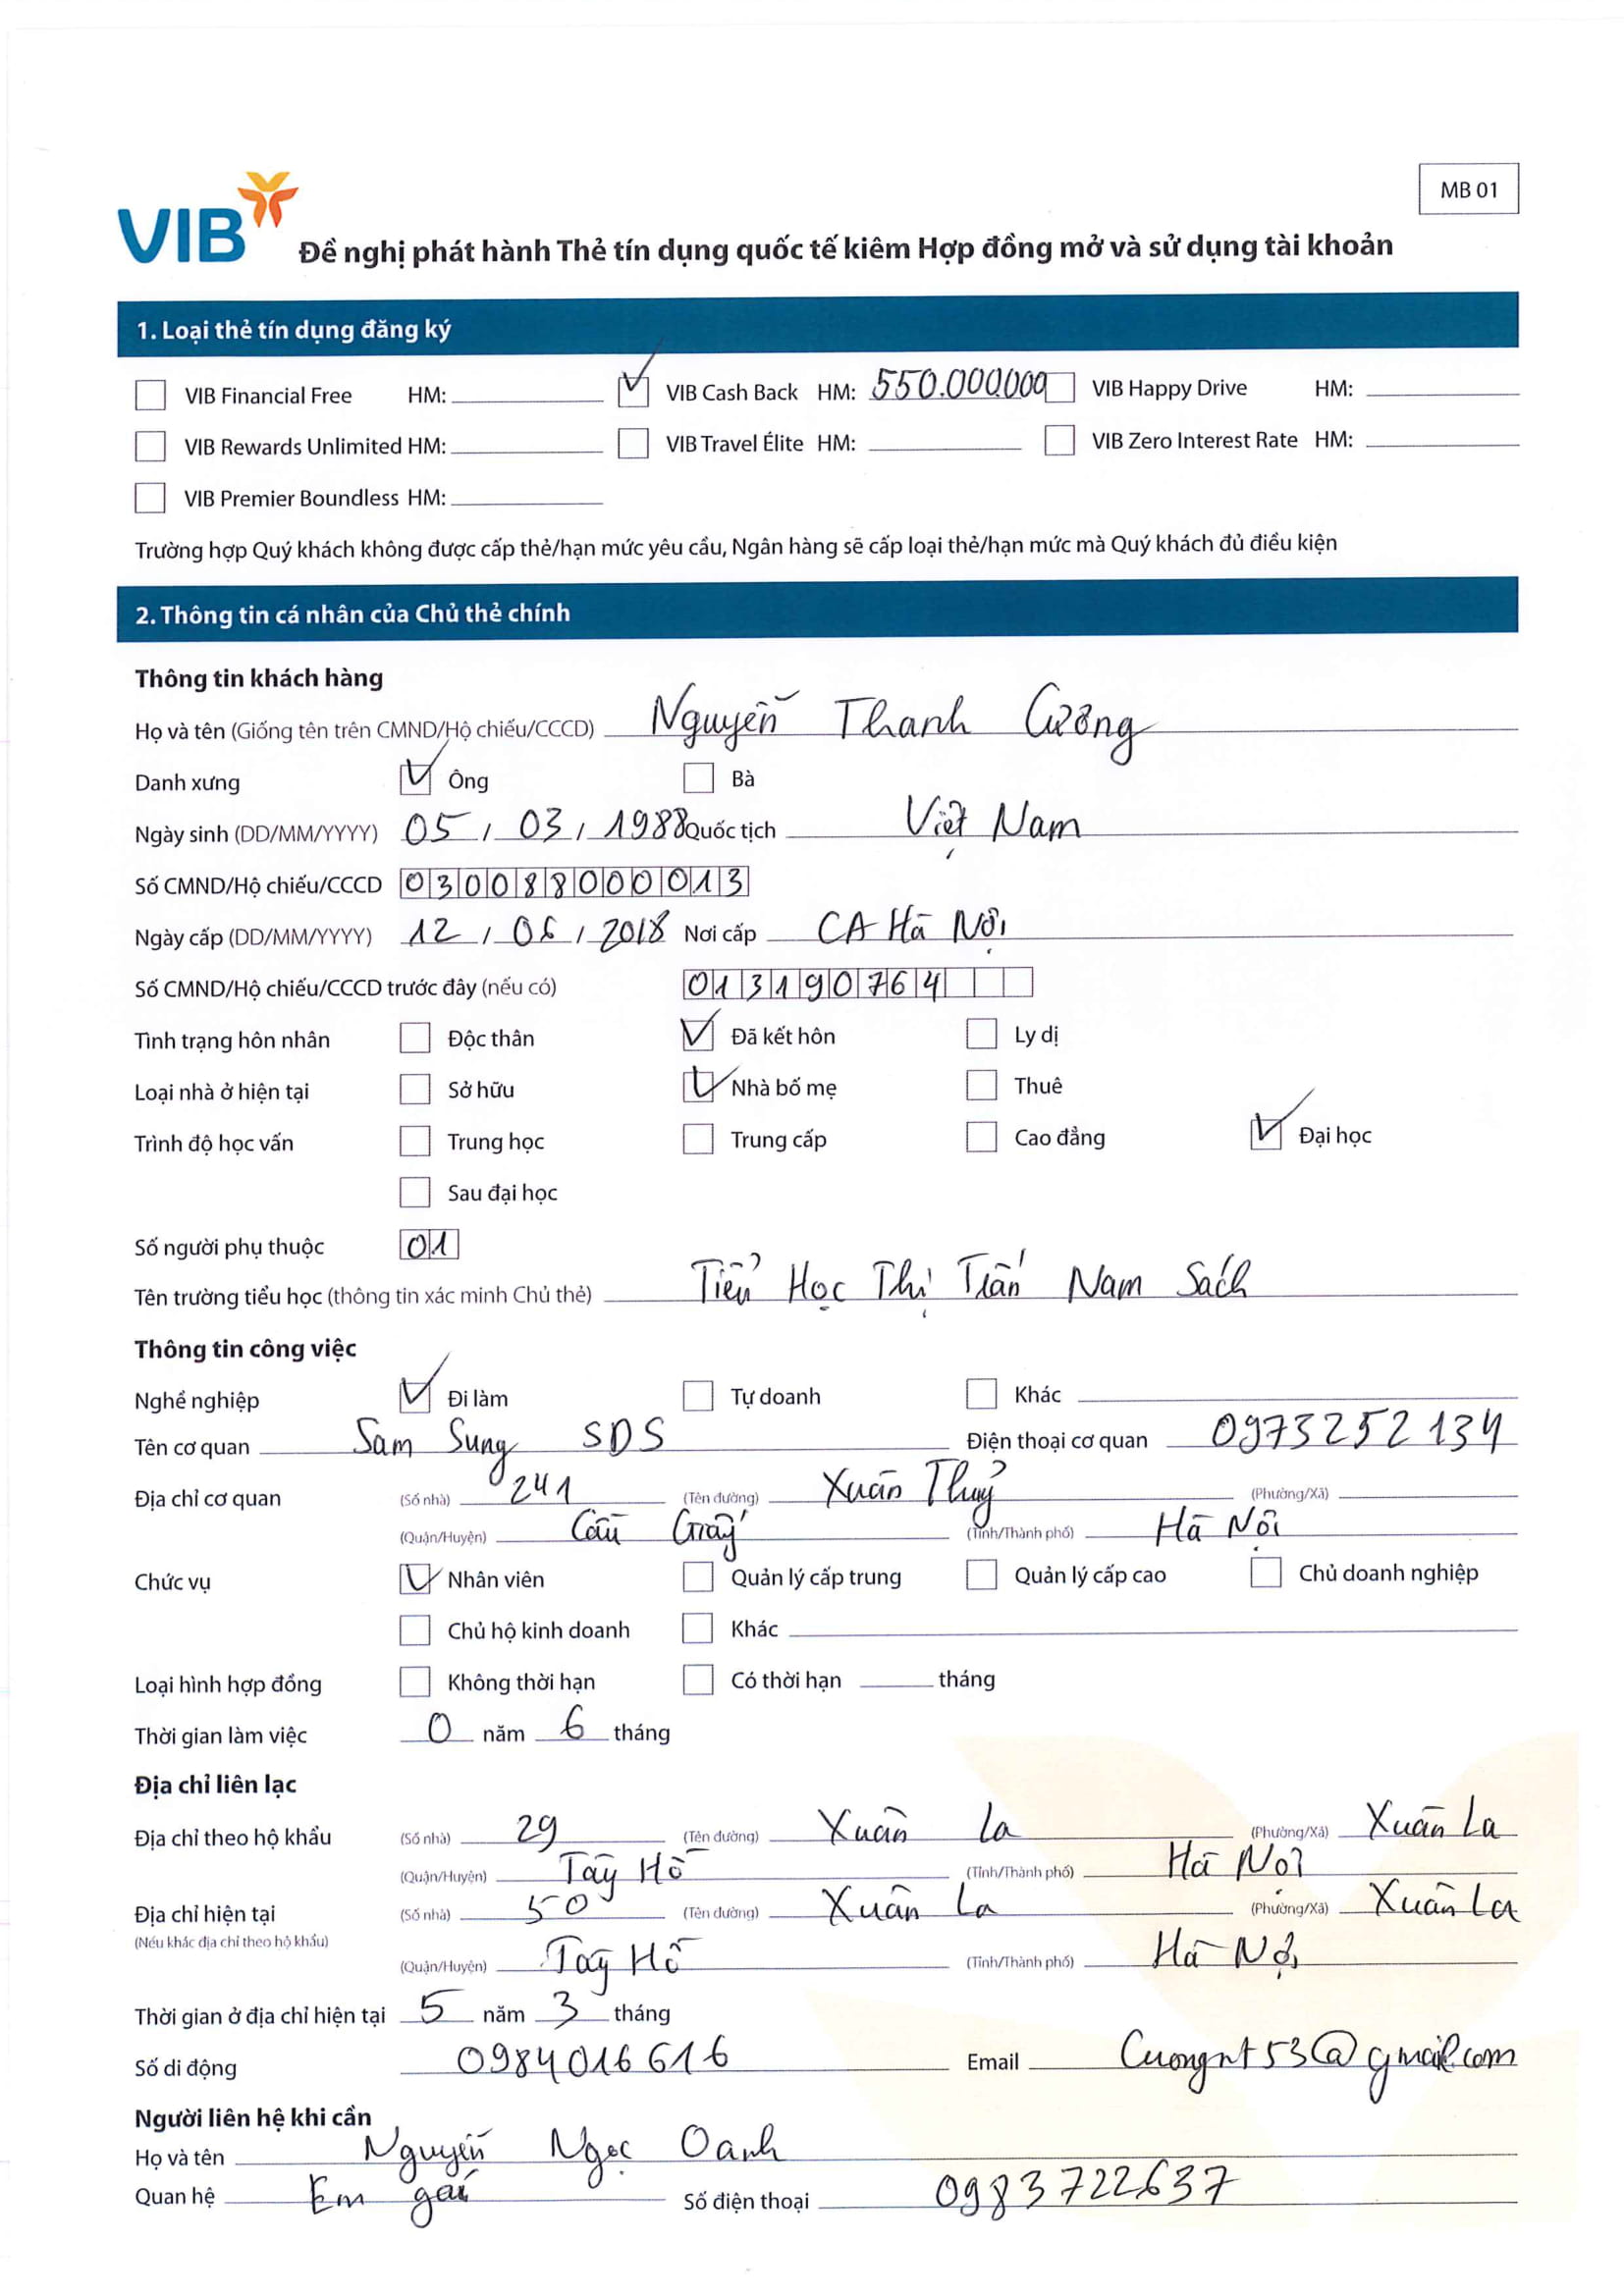 MB 01
VIB
Đề nghị phát hành Thẻ tín dụng quốc tế kiêm Hợp đồng mở và sử dụng tài khoản
1. Loại thẻ tín dụng đăng ký
VIB Financial Free HM: VIB Cash Back HM: 550.000.000 VIB Happy Drive HM:
VIB Rewards Unlimited HM: VIB Travel Élite HM: VIB Zero Interest Rate HM:
VIB Premier Boundless HM:
Trường hợp Quý khách không được cấp thẻ/hạn mức yêu cầu, Ngân hàng sẽ cấp loại thẻ/hạn mức mà Quý khách đủ điều kiện
2. Thông tin cá nhân của Chủ thẻ chính
Thông tin khách hàng
Họ và tên (Giống tên trên CMND/Hộ chiếu/CCCD) Nguyễn Thanh Cường
Danh xưng Ông Bà
Ngày sinh (DD/MM/YYYY) 05 / 03 / 1988 Quốc tịch Việt Nam
Số CMND/Hộ chiếu/CCCD 030088000013
Ngày cấp (DD/MM/YYYY) 12 / 06 / 2018 Nơi cấp CA Hà Nội
Số CMND/Hộ chiếu/CCCD trước đây (nếu có) 013190764
Tình trạng hôn nhân Độc thân Đã kết hôn Ly dị
Loại nhà ở hiện tại Sở hữu Nhà bố mẹ Thuê
Trình độ học vấn Trung học Trung cấp Cao đẳng Đại học
Sau đại học
Số người phụ thuộc 01
Tên trường tiểu học (thông tin xác minh Chủ thẻ) Tiểu Học Thị Trấn Nam Sách
Thông tin công việc
Nghề nghiệp Đi làm Tự doanh Khác
Tên cơ quan Sam Sung SDS Điện thoại cơ quan 0973252134
Địa chỉ cơ quan (Số nhà) 241 (Tên đường) Xuân Thuỷ (Phường/Xã)
(Quận/Huyện) Cầu Giấy (Tỉnh/Thành phố) Hà Nội
Chức vụ Nhân viên Quản lý cấp trung Quản lý cấp cao Chủ doanh nghiệp
Chủ hộ kinh doanh Khác
Loại hình hợp đồng Không thời hạn Có thời hạn tháng
Thời gian làm việc 0 năm 6 tháng
Địa chỉ liên lạc
Địa chỉ theo hộ khẩu (Số nhà) 29 (Tên đường) Xuân La (Phường/Xã) Xuân La
(Quận/Huyện) Tây Hồ (Tỉnh/Thành phố) Hà Nội
Địa chỉ hiện tại (Số nhà) 50 (Tên đường) Xuân La (Phường/Xã) Xuân La
(Nếu khác địa chỉ theo hộ khẩu)
(Quận/Huyện) Tây Hồ (Tỉnh/Thành phố) Hà Nội
Thời gian ở địa chỉ hiện tại 5 năm 3 tháng
Số di động 0984016616 Email Cuongnt53@gmail.com
Người liên hệ khi cần
Họ và tên Nguyễn Ngọc Oanh
Quan hệ Em gái Số điện thoại 0983722637